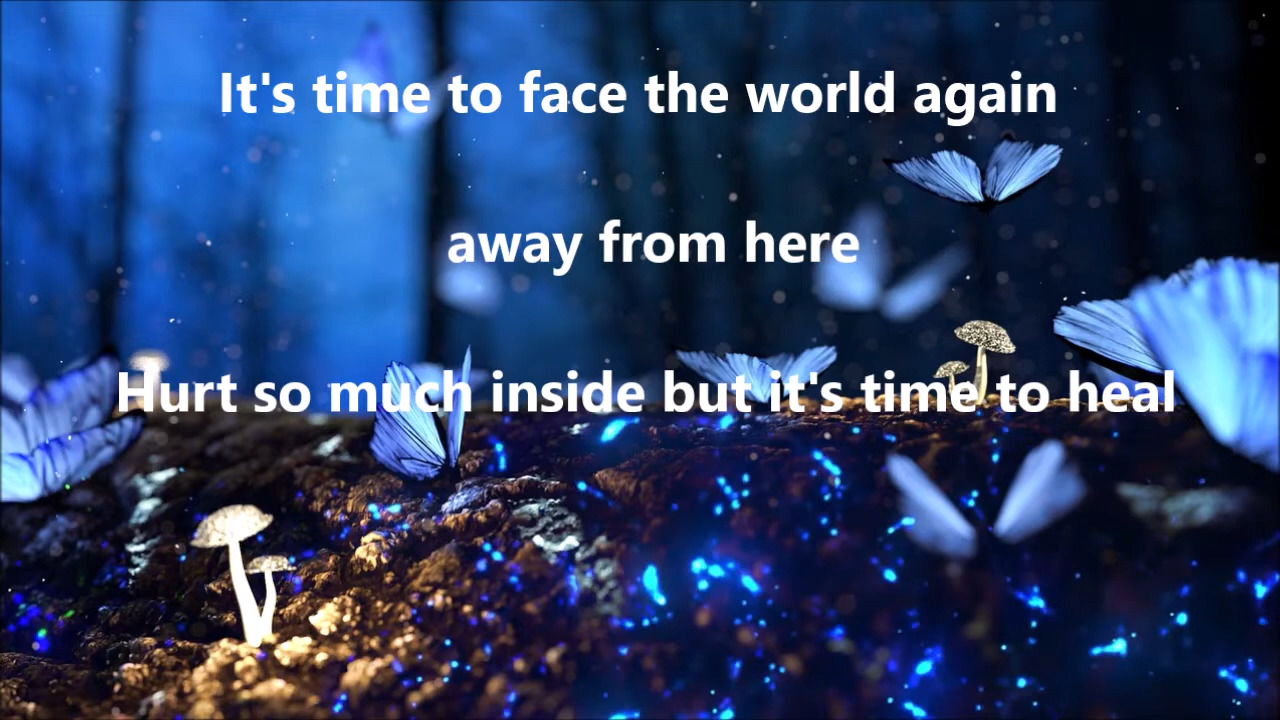 It's time to face the world again
away from here
Hurt so much inside but it's time to heal